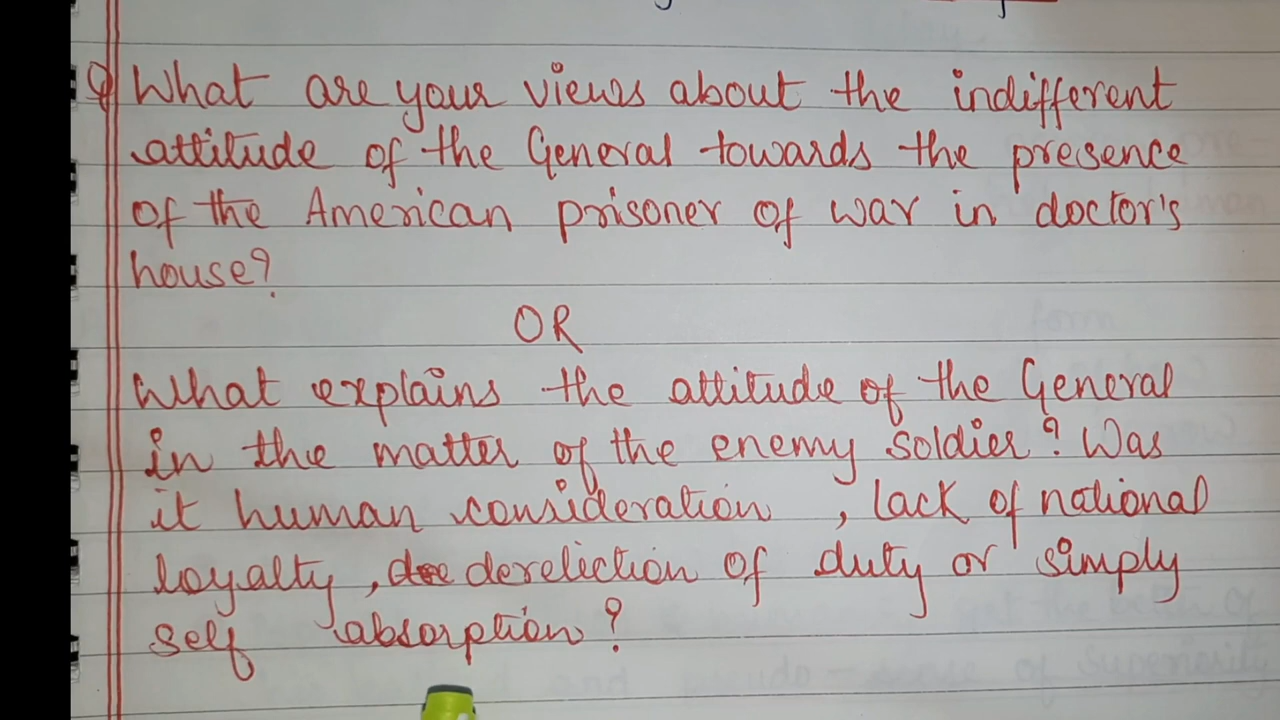 Q What are your views about the indifferent
attitude of the General towards the presence
of the American prisoner of war in doctor's
house?
OR
What explains the attitude of the General
in the matter of the enemy soldier? Was
it human consideration , lack of national
loyalty, dereliction of duty or simply
self absorption?